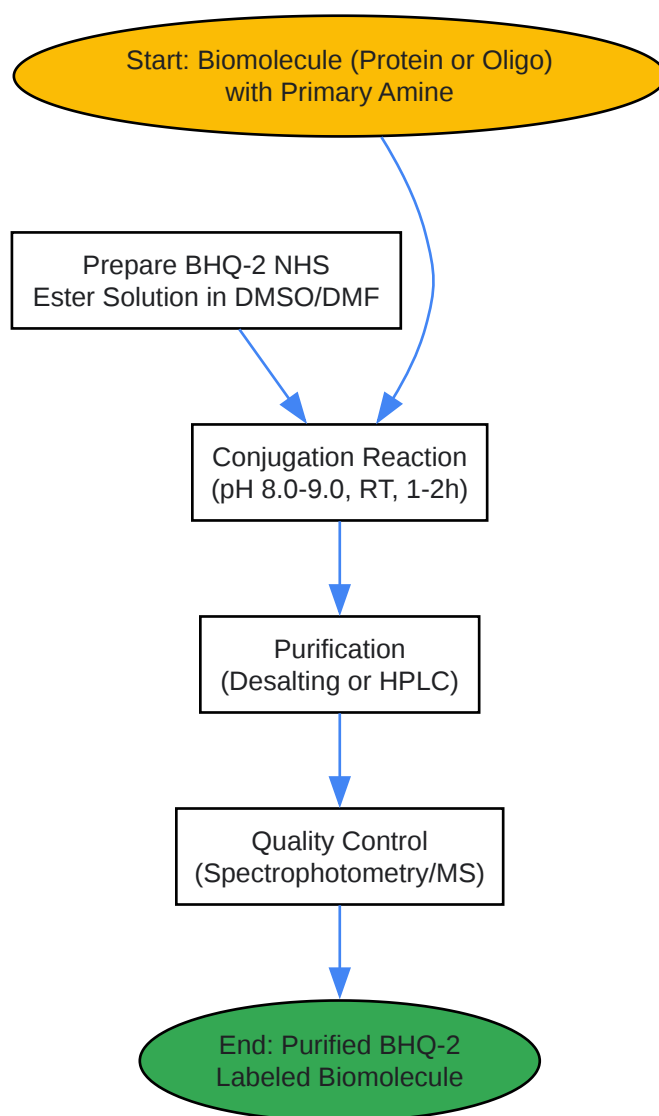 Start: Biomolecule (Protein or Oligo)
with Primary Amine
Prepare BHQ-2 NHS
Ester Solution in DMSO/DMF
Conjugation Reaction
(pH 8.0-9.0, RT, 1-2h)
Purification
(Desalting or HPLC)
Quality Control
(Spectrophotometry/MS)
End: Purified BHQ-2
Labeled Biomolecule